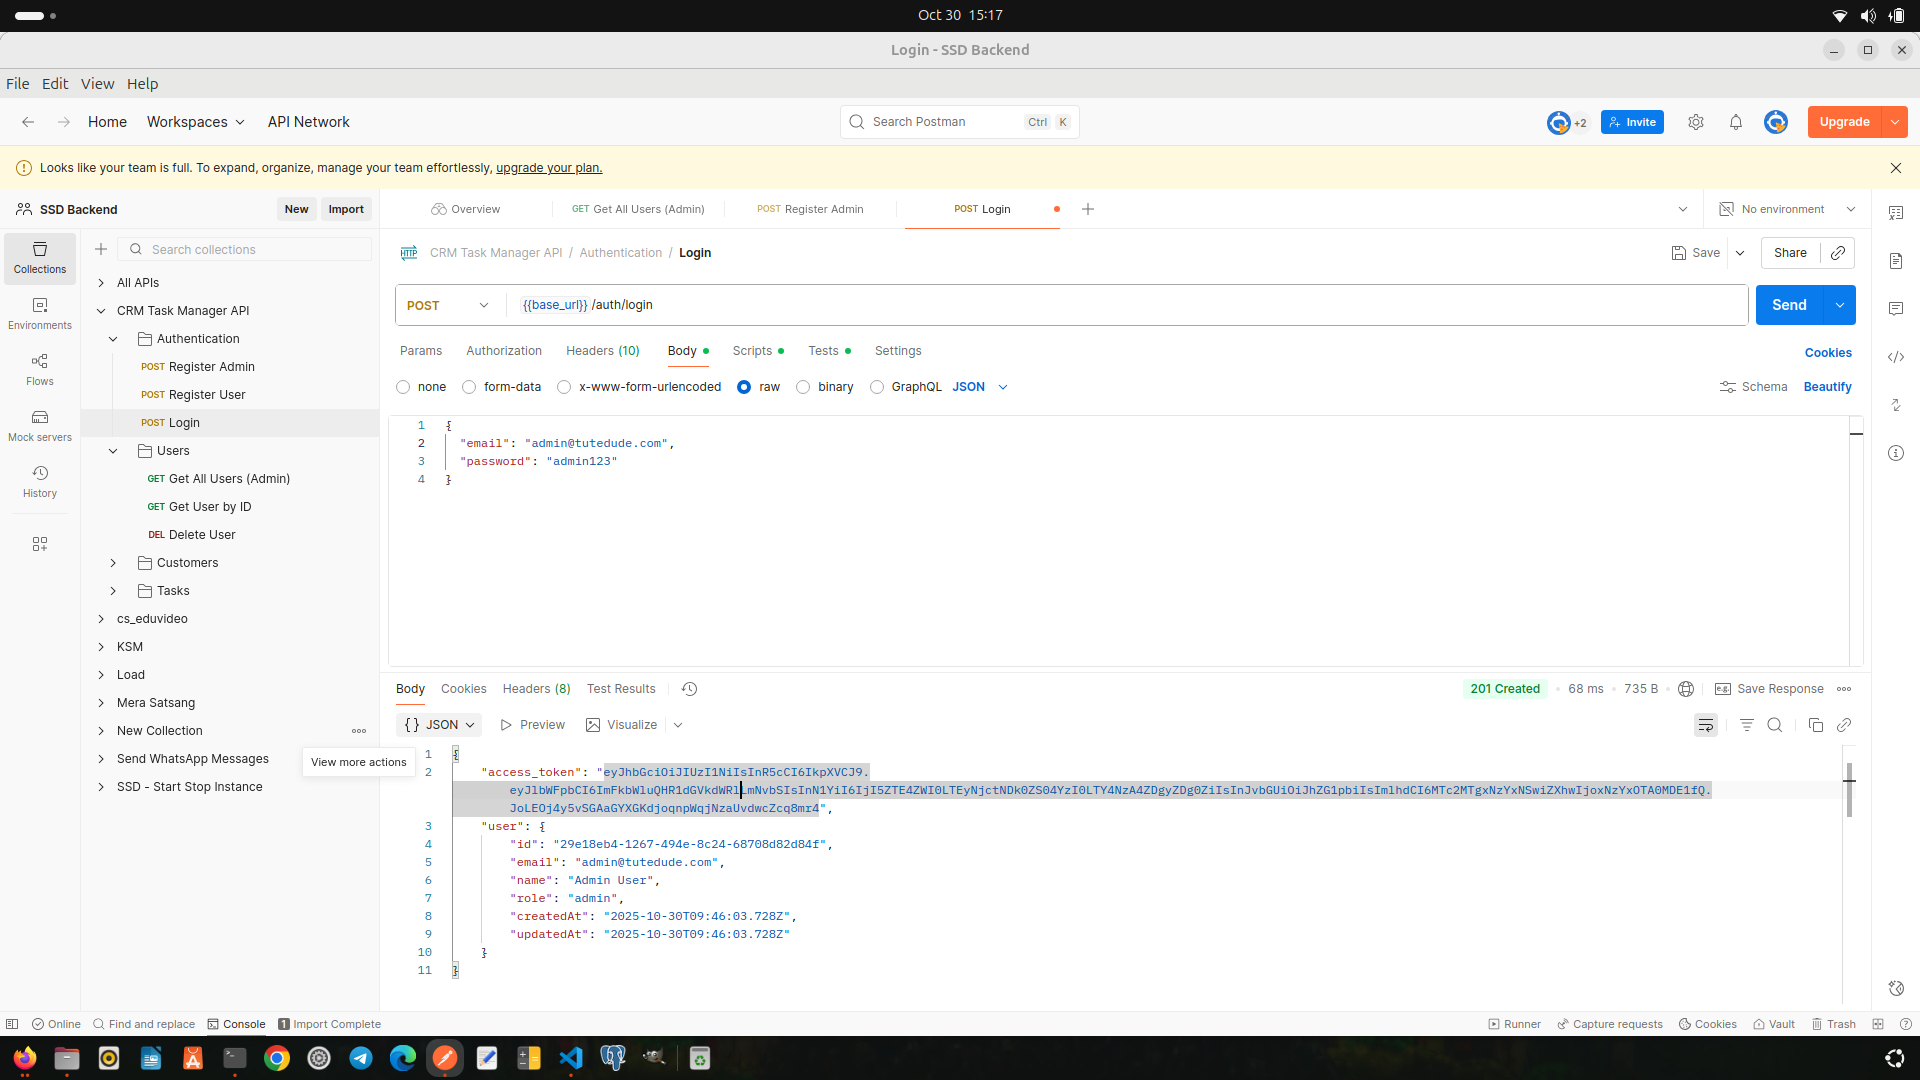 Oct 30 15:17
Login - SSD Backend
File Edit View Help
Home Workspaces API Network
Search Postman Ctrl K
+2 Invite Upgrade
Looks like your team is full. To expand, organize, manage your team effortlessly, upgrade your plan.
SSD Backend New Import
Overview GET Get All Users (Admin) POST Register Admin POST Login No environment
Collections
Environments
Flows
Mock servers
History
Search collections
All APIs
CRM Task Manager API
Authentication
POST Register Admin
POST Register User
POST Login
Users
GET Get All Users (Admin)
GET Get User by ID
DEL Delete User
Customers
Tasks
cs_eduvideo
KSM
Load
Mera Satsang
New Collection
Send WhatsApp Messages
View more actions
SSD - Start Stop Instance
HTTP CRM Task Manager API / Authentication / Login Save Share
POST {{base_url}} /auth/login Send
Params Authorization Headers (10) Body Scripts Tests Settings Cookies
none form-data x-www-form-urlencoded raw binary GraphQL JSON Schema Beautify
1 {
2 "email": "admin@tutedude.com",
3 "password": "admin123"
4 }
Body Cookies Headers (8) Test Results 201 Created 68 ms 735 B e.g. Save Response
{} JSON Preview Visualize
1 {
2 "access_token": "eyJhbGciOiJIUzI1NiIsInR5cCI6IkpXVCJ9.
eyJlbWFpbCI6ImFkbWluQHR1dGVkdWRlLmNvbSIsInN1YiI6IjI5ZTE4ZWI0LTEyNjctNDk0ZS04YzI0LTY4NzA4ZDgyZDg0ZiIsInJvbGUiOiJhZG1pbiIsImlhdCI6MTc2MTgxNzYxNSwiZXhwIjoxNzYxOTA0MDE1fQ.
JoLEOj4y5vSGAaGYXGKdjoqnpWqjNzaUvdwcZcq8mr4",
3 "user": {
4 "id": "29e18eb4-1267-494e-8c24-68708d82d84f",
5 "email": "admin@tutedude.com",
6 "name": "Admin User",
7 "role": "admin",
8 "createdAt": "2025-10-30T09:46:03.728Z",
9 "updatedAt": "2025-10-30T09:46:03.728Z"
10 }
11 }
Online Find and replace Console 1 Import Complete Runner Capture requests Cookies Vault Trash